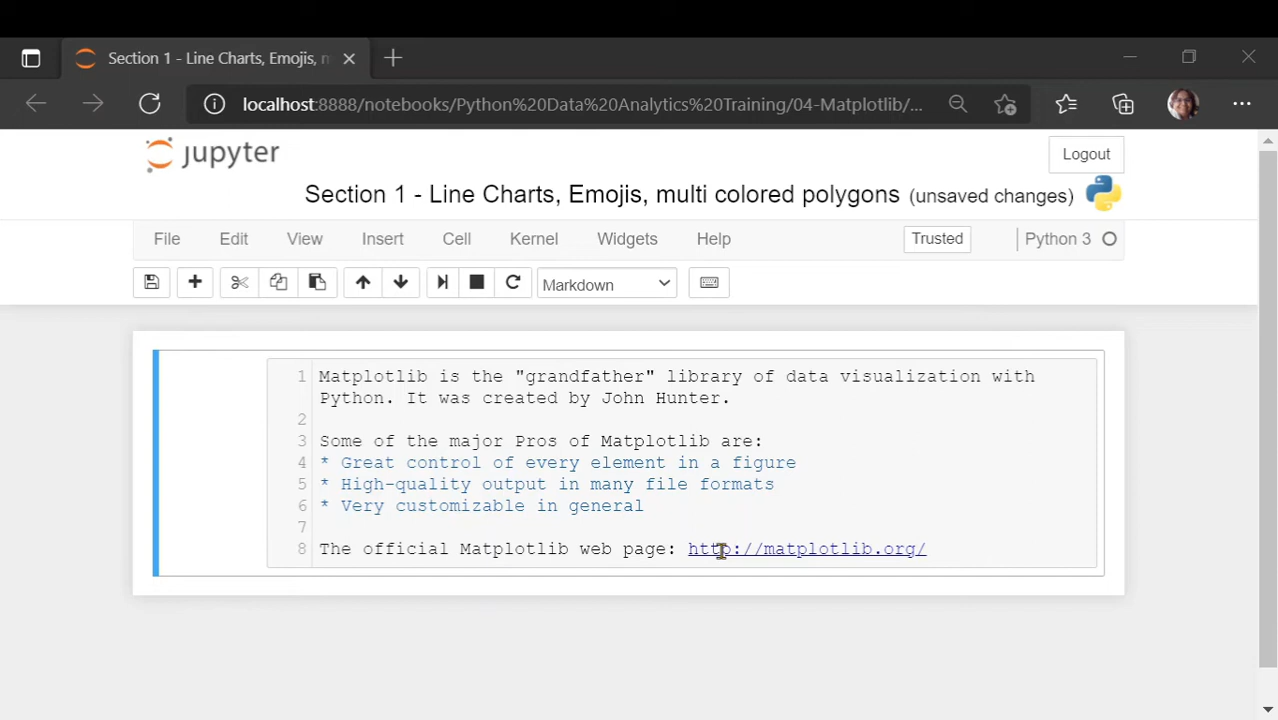 Section 1 - Line Charts, Emojis, m
localhost:8888/notebooks/Python%20Data%20Analytics%20Training/04-Matplotlib/...
jupyter
Logout
Section 1 - Line Charts, Emojis, multi colored polygons (unsaved changes)
File Edit View Insert Cell Kernel Widgets Help Trusted Python 3
Markdown
1 Matplotlib is the "grandfather" library of data visualization with
Python. It was created by John Hunter.
2
3 Some of the major Pros of Matplotlib are:
4 * Great control of every element in a figure
5 * High-quality output in many file formats
6 * Very customizable in general
7
8 The official Matplotlib web page: http://matplotlib.org/